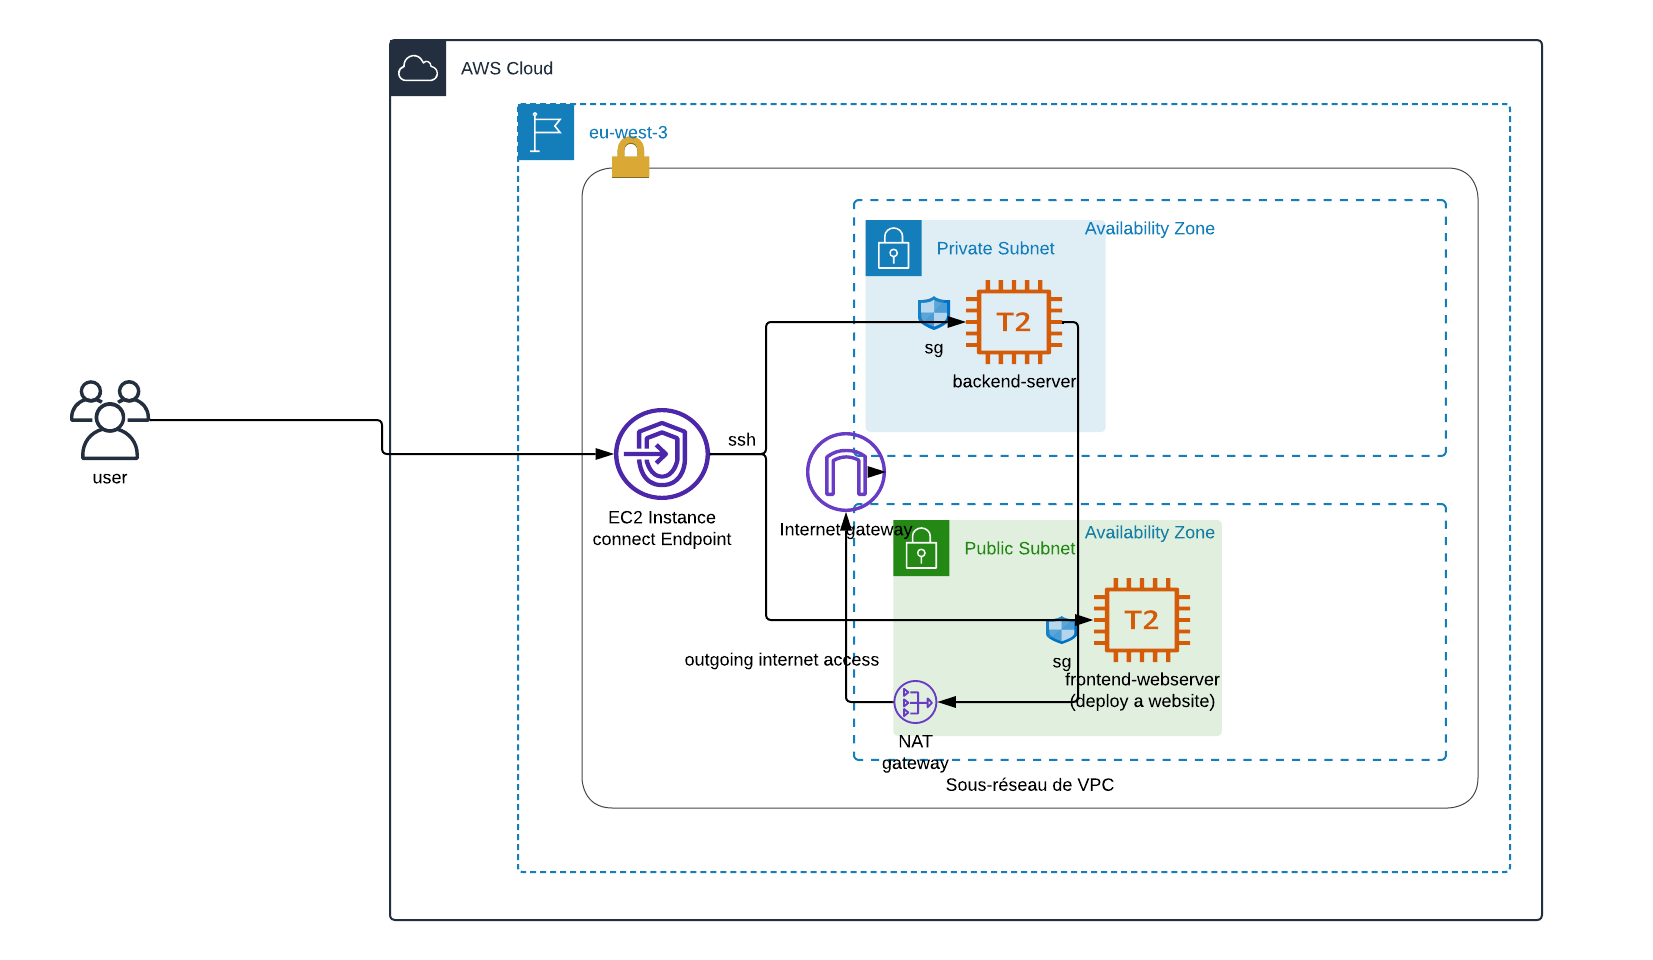 AWS Cloud
eu-west-3
Availability Zone
Private Subnet
T2
sg
backend-server
user
ssh
EC2 Instance
connect Endpoint
Internet gateway
Availability Zone
Public Subnet
T2
sg
outgoing internet access
frontend-webserver
(deploy a website)
NAT
gateway
Sous-réseau de VPC